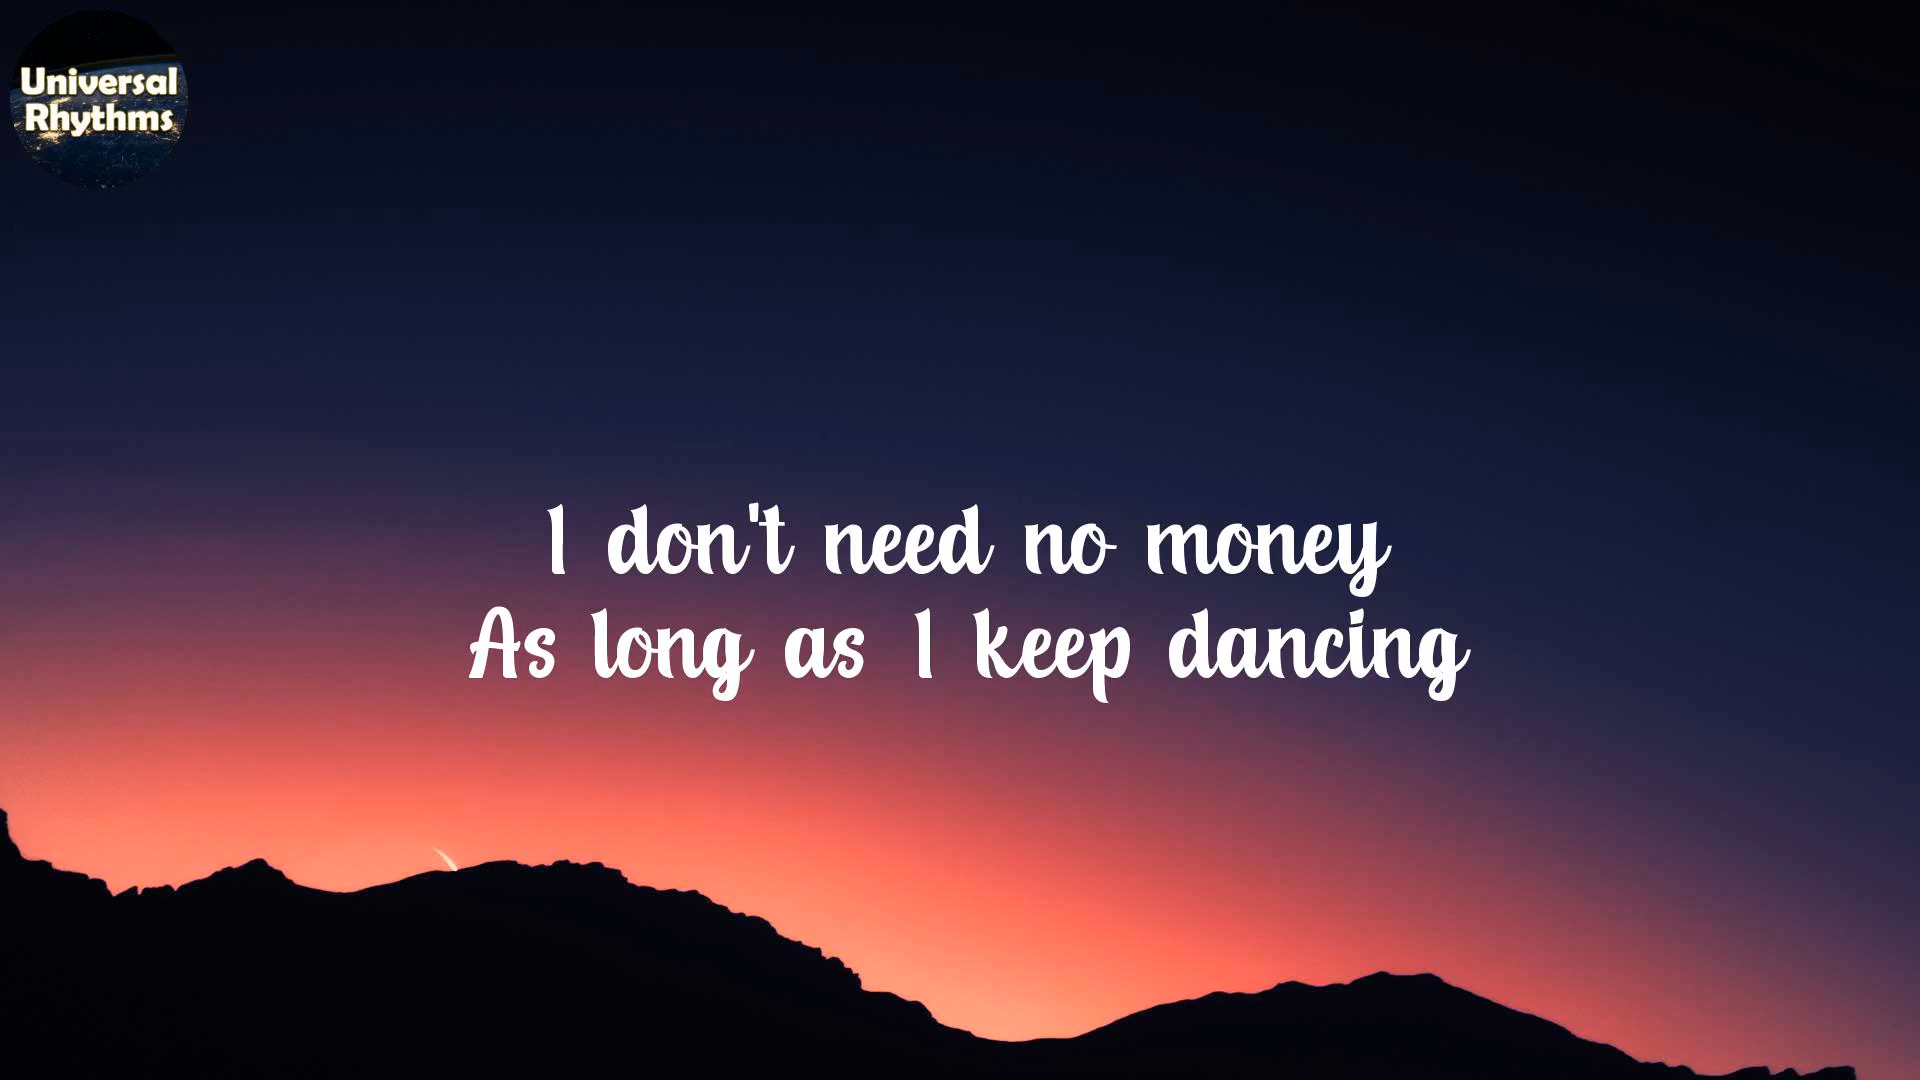 Universal
Rhythms
I don't need no money
As long as I keep dancing